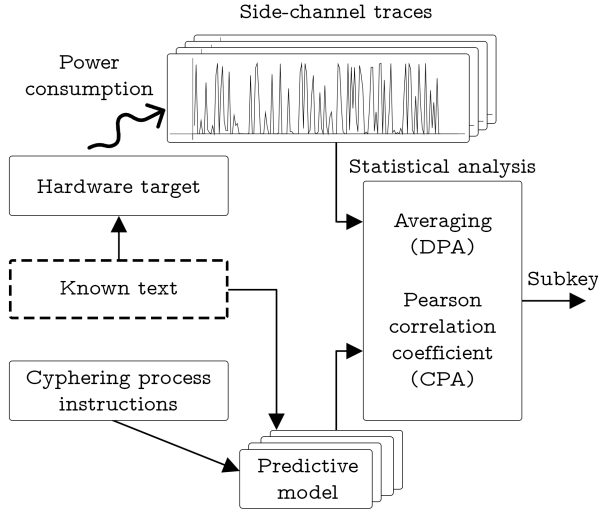 Side-channel traces
Power
consumption
Statistical analysis
Hardware target
Averaging
(DPA)
Subkey
Known text
Pearson
correlation
coefficient
(CPA)
Cyphering process
instructions
Predictive
model